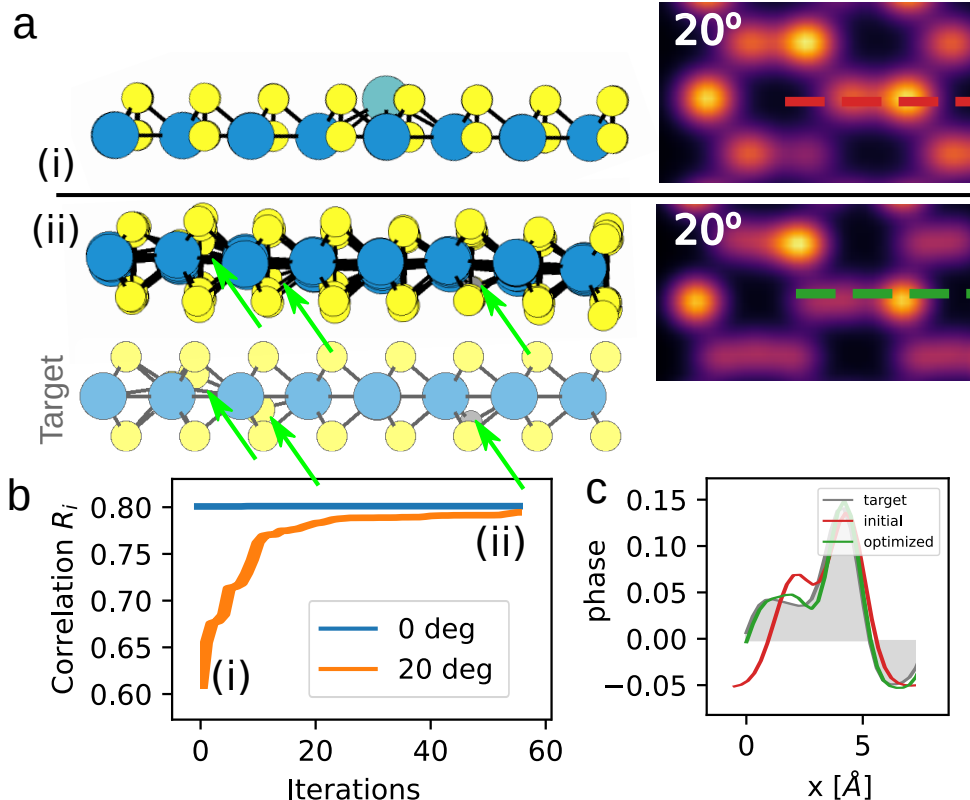 a
20º
(i)
(ii)
20º
Target
b
Correlation Ri
0.80
0.75
0.70
0.65
0.60
(i)
(ii)
0 deg
20 deg
0
20
40
60
Iterations
c
phase
0.15
0.10
0.05
0.00
−0.05
target
initial
optimized
0
5
x [Å]